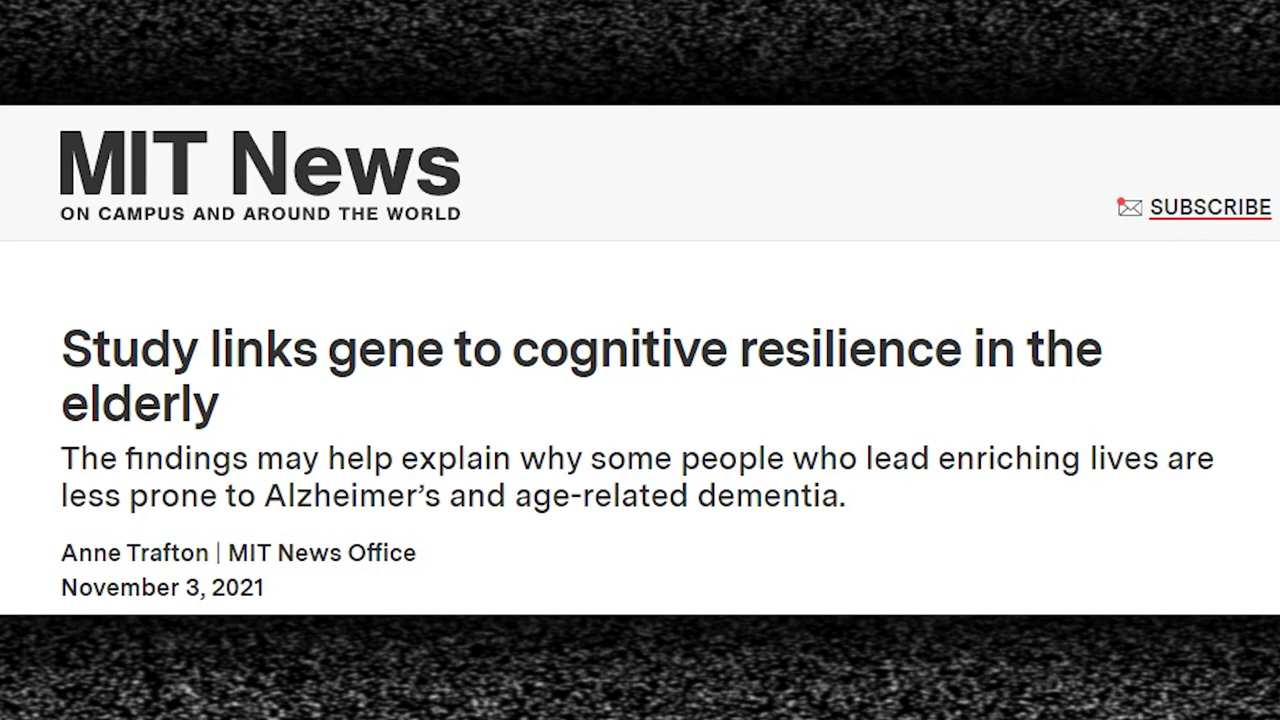 MIT News
ON CAMPUS AND AROUND THE WORLD
SUBSCRIBE
Study links gene to cognitive resilience in the
elderly
The findings may help explain why some people who lead enriching lives are
less prone to Alzheimer’s and age-related dementia.
Anne Trafton | MIT News Office
November 3, 2021